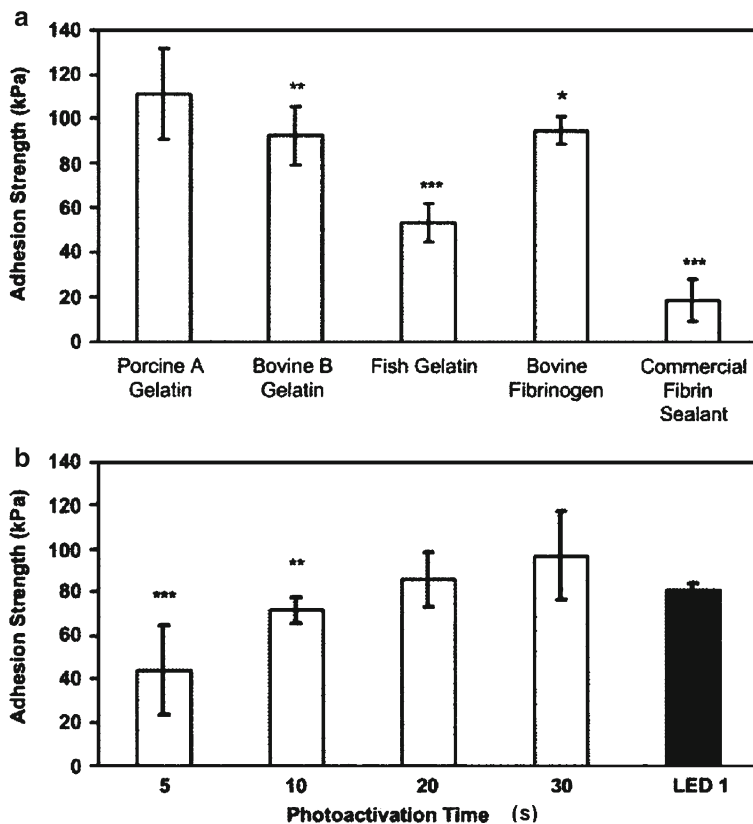 a
Adhesion Strength (kPa)
140
120
100
80
60
40
20
0
**
***
*
***
Porcine A
Gelatin
Bovine B
Gelatin
Fish Gelatin
Bovine
Fibrinogen
Commercial
Fibrin
Sealant
b
Adhesion Strength (kPa)
140
120
100
80
60
40
20
0
***
**
5 10 20 30 LED 1
Photoactivation Time (s)